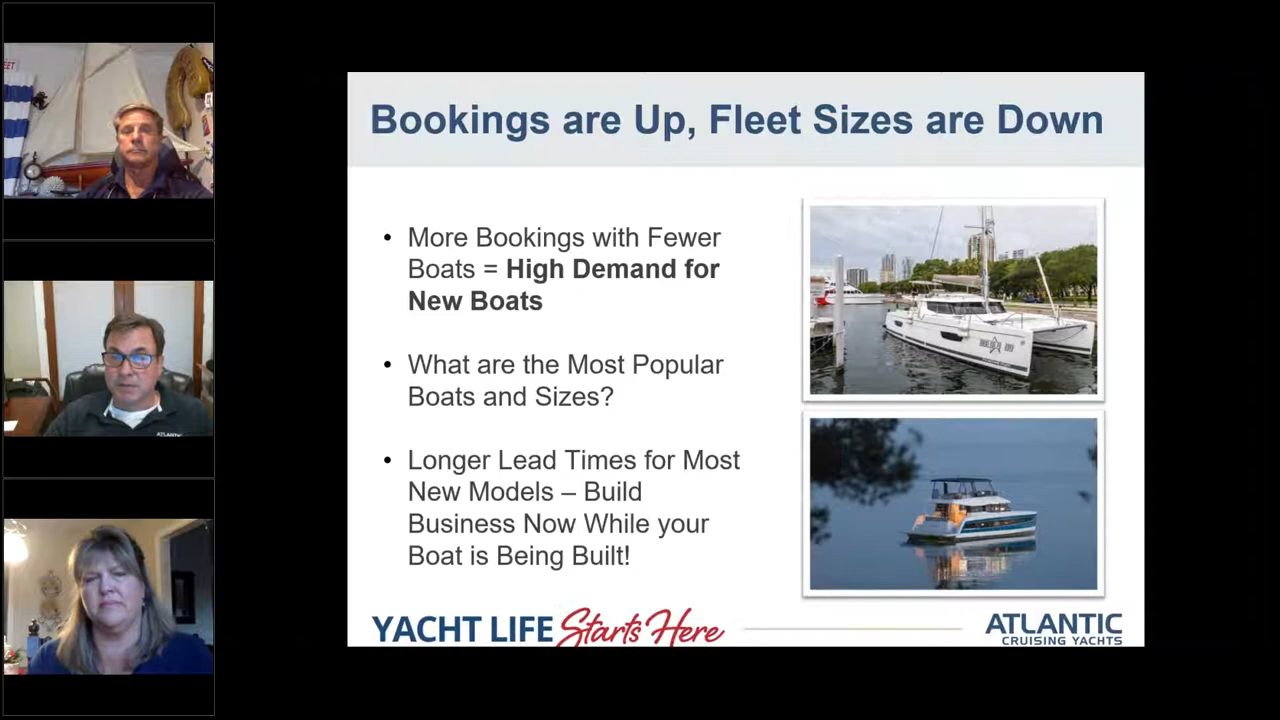 Bookings are Up, Fleet Sizes are Down
• More Bookings with Fewer
Boats = High Demand for
New Boats
• What are the Most Popular
Boats and Sizes?
• Longer Lead Times for Most
New Models – Build
Business Now While your
Boat is Being Built!
YACHT LIFE Starts Here
ATLANTIC
CRUISING YACHTS
ATLANTIC